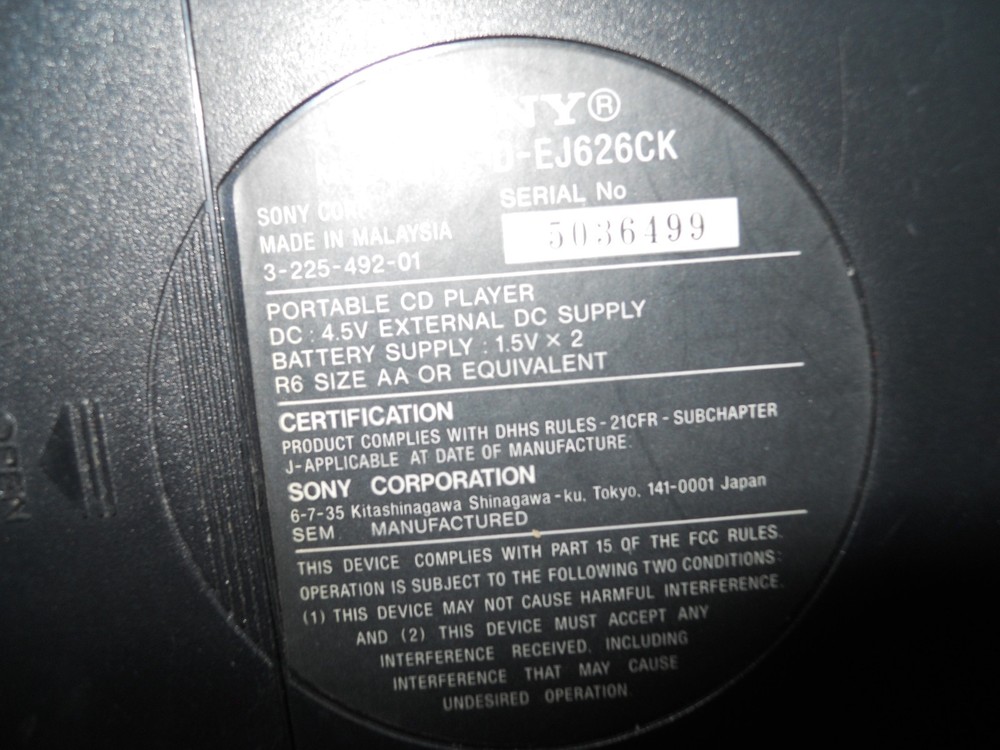 NY®
D-EJ626CK
SERIAL No
5036499
SONY
MADE IN MALAYSIA
3-225-492-01
PORTABLE CD PLAYER
DC : 4.5V EXTERNAL DC SUPPLY
BATTERY SUPPLY : 1.5V × 2
R6 SIZE AA OR EQUIVALENT
CERTIFICATION
PRODUCT COMPLIES WITH DHHS RULES - 21CFR - SUBCHAPTER
J-APPLICABLE AT DATE OF MANUFACTURE.
SONY CORPORATION
6-7-35 Kitashinagawa Shinagawa-ku, Tokyo, 141-0001 Japan
SEM MANUFACTURED
THIS DEVICE COMPLIES WITH PART 15 OF THE FCC RULES.
OPERATION IS SUBJECT TO THE FOLLOWING TWO CONDITIONS:
(1) THIS DEVICE MAY NOT CAUSE HARMFUL INTERFERENCE.
AND (2) THIS DEVICE MUST ACCEPT ANY
INTERFERENCE RECEIVED, INCLUDING
INTERFERENCE THAT MAY CAUSE
UNDESIRED OPERATION.
OPEN